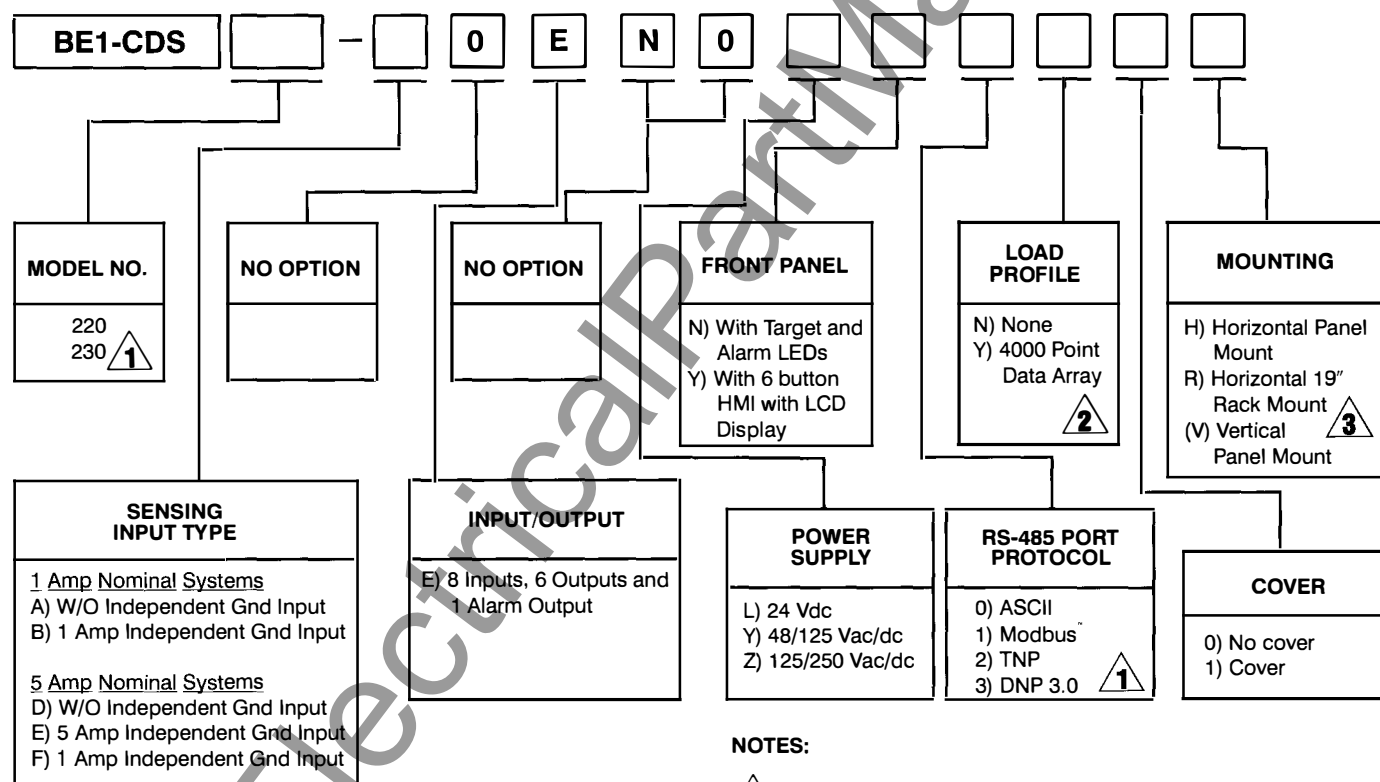 BE1-CDS — 0 E N 0
MODEL NO.
220
230 1
NO OPTION
NO OPTION
FRONT PANEL
N) With Target and
Alarm LEDs
Y) With 6 button
HMI with LCD
Display
LOAD
PROFILE
N) None
Y) 4000 Point
Data Array
2
MOUNTING
H) Horizontal Panel
Mount
R) Horizontal 19"
Rack Mount 3
(V) Vertical
Panel Mount
SENSING
INPUT TYPE
1 Amp Nominal Systems
A) W/O Independent Gnd Input
B) 1 Amp Independent Gnd Input
5 Amp Nominal Systems
D) W/O Independent Gnd Input
E) 5 Amp Independent Gnd Input
F) 1 Amp Independent Gnd Input
INPUT/OUTPUT
E) 8 Inputs, 6 Outputs and
1 Alarm Output
POWER
SUPPLY
L) 24 Vdc
Y) 48/125 Vac/dc
Z) 125/250 Vac/dc
RS-485 PORT
PROTOCOL
0) ASCII
1) Modbus
2) TNP
3) DNP 3.0 1
COVER
0) No cover
1) Cover
NOTES:
ElectricalPartMa